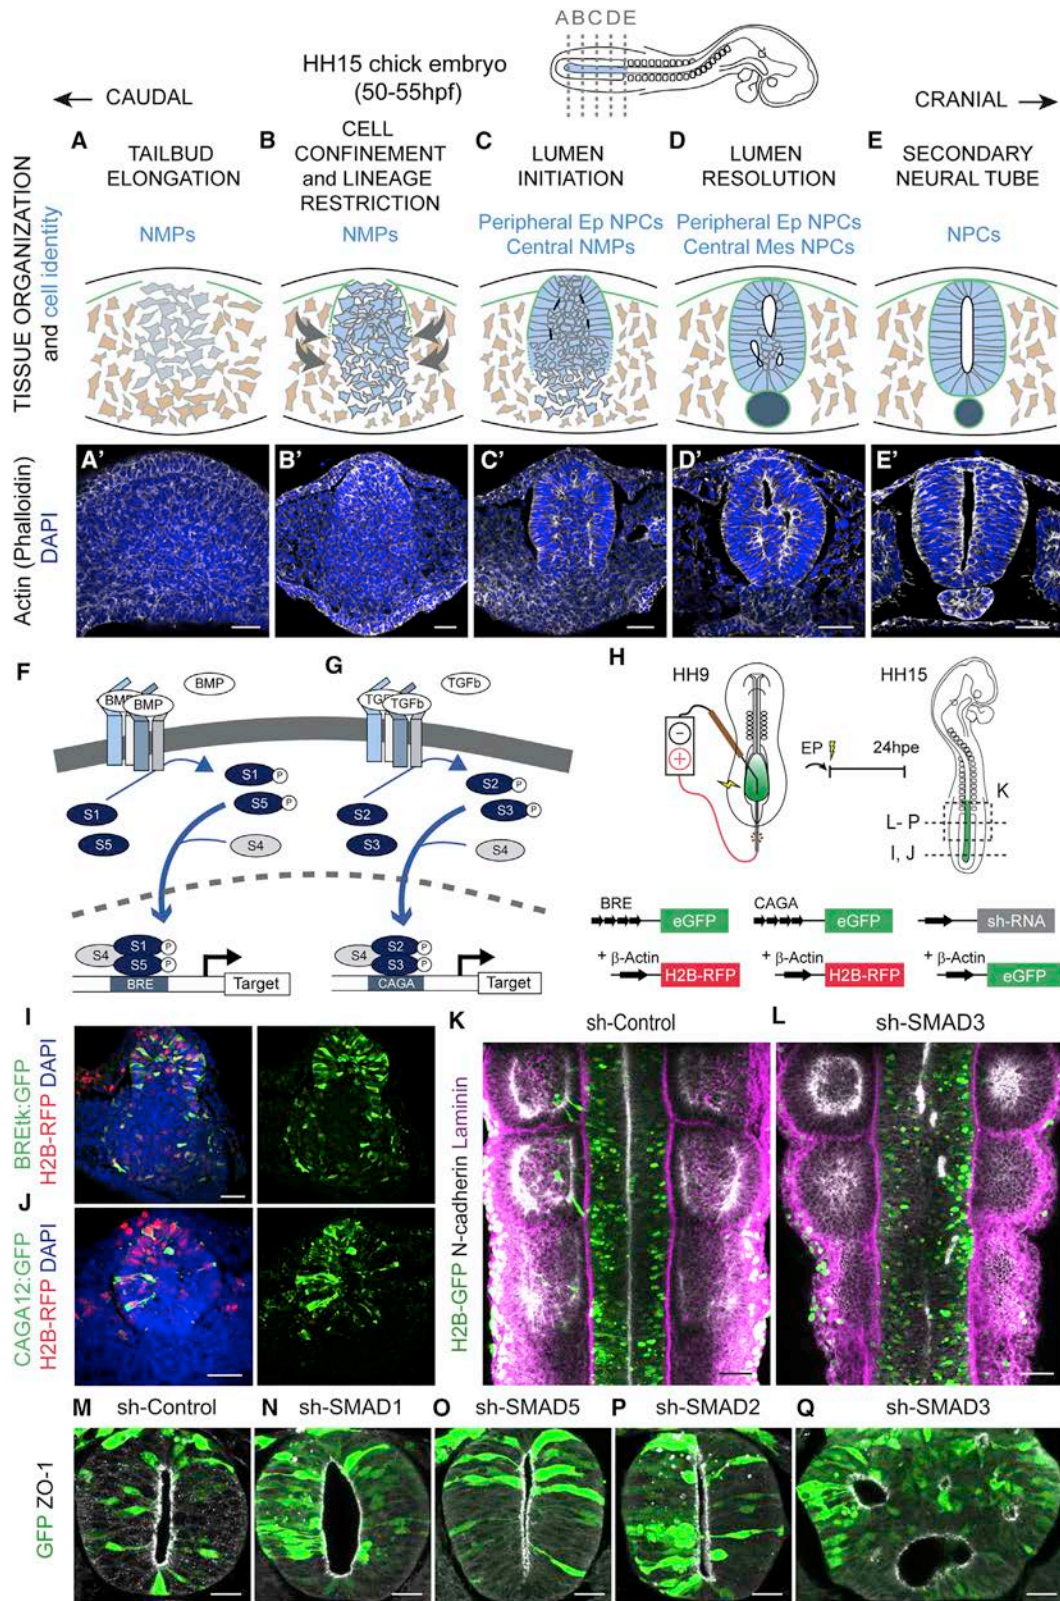 ABCDE
HH15 chick embryo
(50-55hpf)
CAUDAL
CRANIAL
TISSUE ORGANIZATION
and cell identity
A
TAILBUD
ELONGATION
NMPs
B
CELL
CONFINEMENT
and LINEAGE
RESTRICTION
NMPs
C
LUMEN
INITIATION
Peripheral Ep NPCs
Central NMPs
D
LUMEN
RESOLUTION
Peripheral Ep NPCs
Central Mes NPCs
E
SECONDARY
NEURAL TUBE
NPCs
Actin (Phalloidin)
DAPI
A'
B'
C'
D'
E'
F
BMP
BMP
BMP
S1
S5
S1 P
S5 P
S4
S4
S1 P
S5 P
BRE
Target
G
TGFb
TGFb
S2
S3
S2 P
S3 P
S4
S4
S2 P
S3 P
CAGA
Target
H
HH9
HH15
EP
24hpe
K
L- P
I, J
BRE
eGFP
+ β-Actin
H2B-RFP
CAGA
eGFP
+ β-Actin
H2B-RFP
sh-RNA
+ β-Actin
eGFP
I
BREtk:GFP
H2B-RFP DAPI
J
CAGA12:GFP
H2B-RFP DAPI
K
sh-Control
L
sh-SMAD3
H2B-GFP N-cadherin Laminin
M
sh-Control
N
sh-SMAD1
O
sh-SMAD5
P
sh-SMAD2
Q
sh-SMAD3
GFP ZO-1